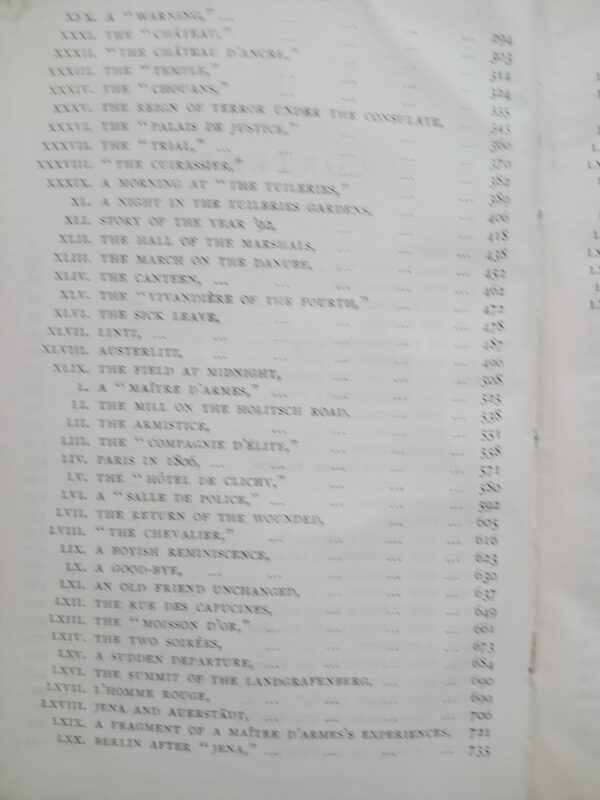 XXX. A "WARNING," ... ... ... ... 294
XXXI. THE "CHÂTEAU," ... ... ... 303
XXXII. "THE CHÂTEAU D'ANCRE," ... ... ... 314
XXXIII. THE "TEMPLE," ... ... ... 324
XXXIV. THE "CHOUANS," ... ... ... 335
XXXV. THE REIGN OF TERROR UNDER THE CONSULATE, ... 343
XXXVI. THE "PALAIS DE JUSTICE," ... ... ... 360
XXXVII. THE "TRIAL," ... ... ... ... 370
XXXVIII. "THE CUIRASSIER," ... ... ... 382
XXXIX. A MORNING AT "THE TUILERIES," ... ... 389
XL. A NIGHT IN THE TUILERIES GARDENS, ... ... 406
XLI. STORY OF THE YEAR '92, ... ... ... 418
XLII. THE HALL OF THE MARSHALS, ... ... ... 438
XLIII. THE MARCH ON THE DANUBE, ... ... ... 452
XLIV. THE CANTEEN, ... ... ... ... 462
XLV. THE "VIVANDIÈRE OF THE FOURTH," ... ... 472
XLVI. THE SICK LEAVE, ... ... ... 478
XLVII. LINTZ, ... ... ... ... ... 487
XLVIII. AUSTERLITZ, ... ... ... ... 490
XLIX. THE FIELD AT MIDNIGHT, ... ... ... 508
L. A "MAÎTRE D'ARMES," ... ... ... ... 525
LI. THE MILL ON THE HOLITSCH ROAD, ... ... 538
LII. THE ARMISTICE, ... ... ... 551
LIII. THE "COMPAGNIE D'ÉLITE," ... ... ... 558
LIV. PARIS IN 1806, ... ... ... ... 571
LV. THE "HÔTEL DE CLICHY," ... ... ... 580
LVI. A "SALLE DE POLICE," ... ... ... ... 592
LVII. THE RETURN OF THE WOUNDED, ... ... 605
LVIII. "THE CHEVALIER," ... ... ... ... 616
LIX. A BOYISH REMINISCENCE, ... ... ... 623
LX. A GOOD-BYE, ... ... ... ... 630
LXI. AN OLD FRIEND UNCHANGED, ... ... ... 637
LXII. THE RUE DES CAPUCINES, ... ... ... 649
LXIII. THE "MOISSON D'OR," ... ... ... ... 661
LXIV. THE TWO SOIRÉES, ... ... ... ... 673
LXV. A SUDDEN DEPARTURE, ... ... ... ... 684
LXVI. THE SUMMIT OF THE LANDGRAFENBERG, ... ... 690
LXVII. L'HOMME ROUGE, ... ... ... ... 690
LXVIII. JENA AND AUERSTÄDT, ... ... ... ... 706
LXIX. A FRAGMENT OF A MAÎTRE D'ARMES'S EXPERIENCES, 721
LXX. BERLIN AFTER "JENA," ... ... ... ... 735